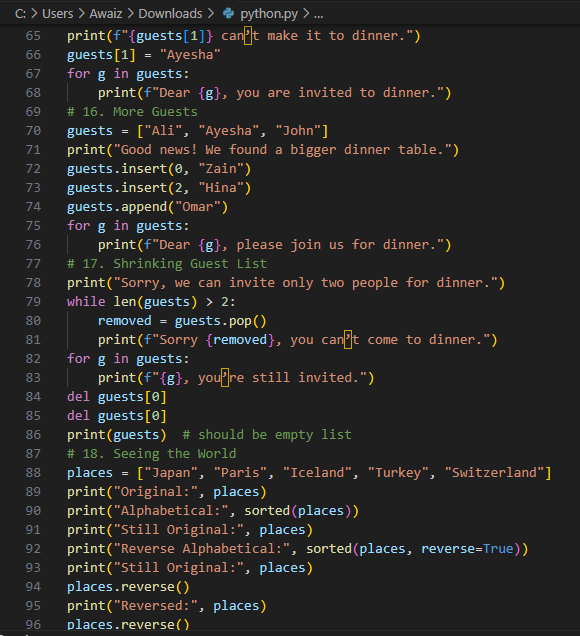 C: > Users > Awaiz > Downloads > python.py > ...
65 print(f"{guests[1]} can’t make it to dinner.")
66 guests[1] = "Ayesha"
67 for g in guests:
68     print(f"Dear {g}, you are invited to dinner.")
69 # 16. More Guests
70 guests = ["Ali", "Ayesha", "John"]
71 print("Good news! We found a bigger dinner table.")
72 guests.insert(0, "Zain")
73 guests.insert(2, "Hina")
74 guests.append("Omar")
75 for g in guests:
76     print(f"Dear {g}, please join us for dinner.")
77 # 17. Shrinking Guest List
78 print("Sorry, we can invite only two people for dinner.")
79 while len(guests) > 2:
80     removed = guests.pop()
81     print(f"Sorry {removed}, you can’t come to dinner.")
82 for g in guests:
83     print(f"{g}, you’re still invited.")
84 del guests[0]
85 del guests[0]
86 print(guests)  # should be empty list
87 # 18. Seeing the World
88 places = ["Japan", "Paris", "Iceland", "Turkey", "Switzerland"]
89 print("Original:", places)
90 print("Alphabetical:", sorted(places))
91 print("Still Original:", places)
92 print("Reverse Alphabetical:", sorted(places, reverse=True))
93 print("Still Original:", places)
94 places.reverse()
95 print("Reversed:", places)
96 places.reverse()